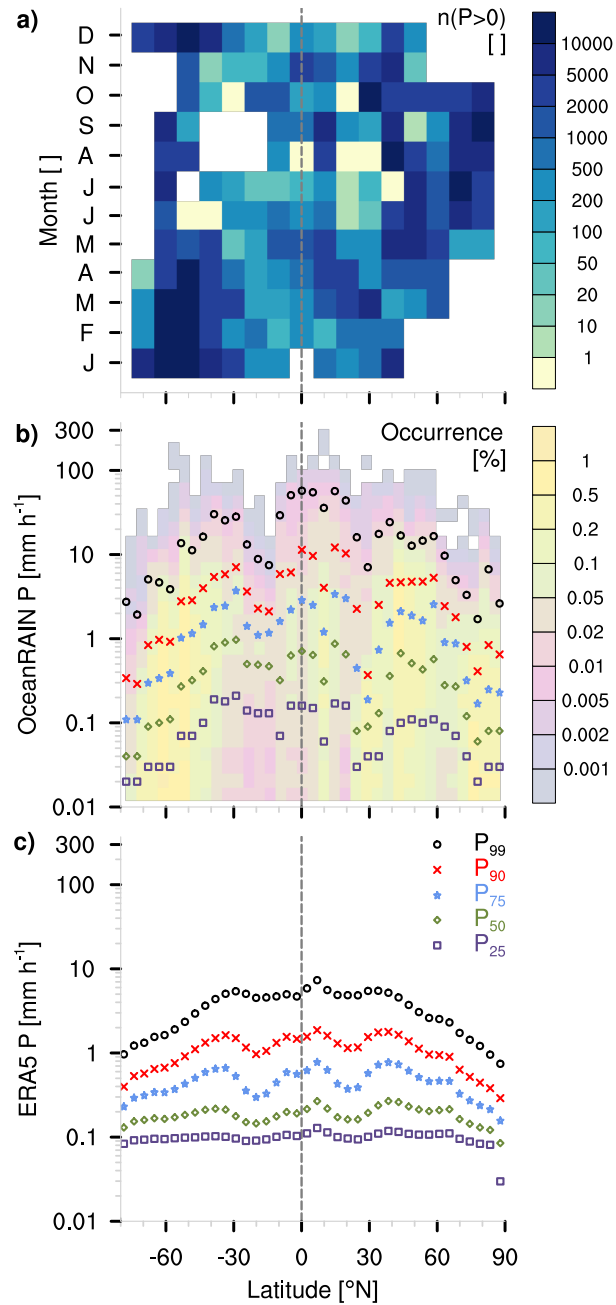 a)
n(P>0)
[ ]
Month [ ]
D
N
O
S
A
J
J
M
A
M
F
J
10000
5000
1000
500
200
100
50
20
10
1
b)
Occurrence
[%]
OceanRAIN P [mm h⁻¹]
300
100
10
1
0.1
0.01
1
0.5
0.2
0.1
0.05
0.02
0.01
0.005
0.002
0.001
c)
P₉₉
P₉₀
P₇₅
P₅₀
P₂₅
ERA5 P [mm h⁻¹]
300
100
10
1
0.1
0.01
-60 -30 0 30 60 90
Latitude [°N]